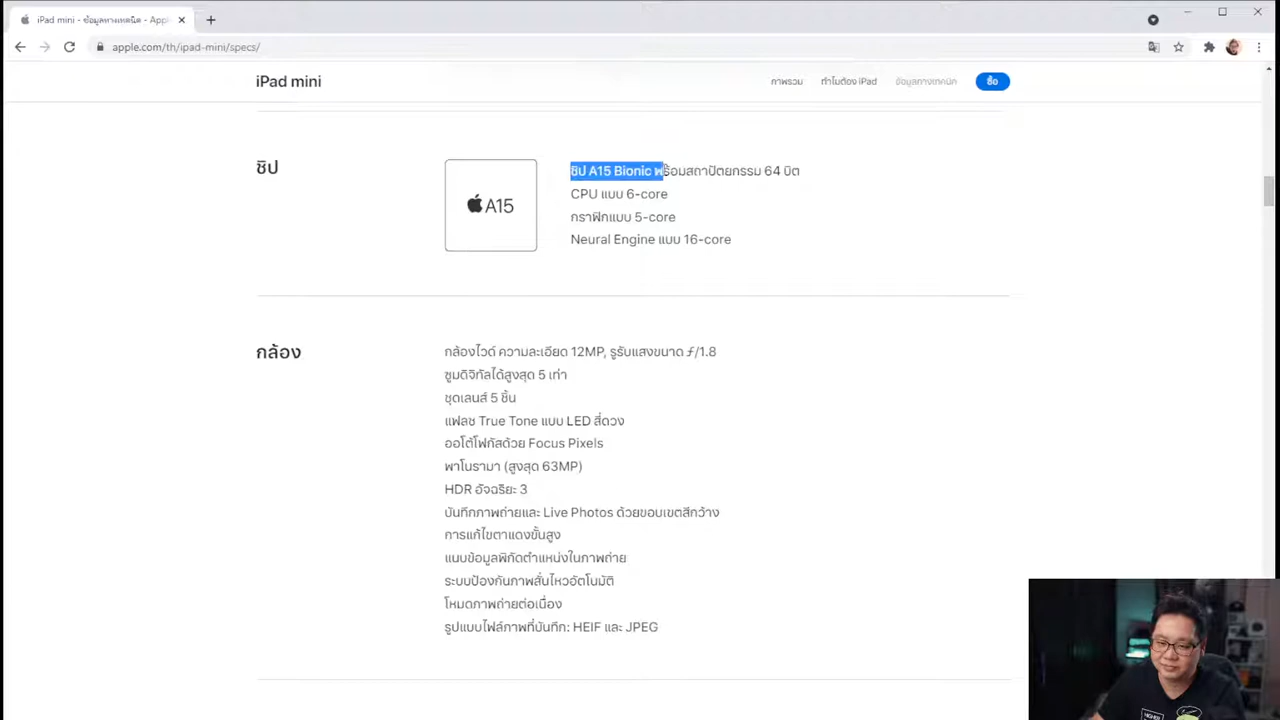 iPad mini - ข้อมูลทางเทคนิค - Appl
apple.com/th/ipad-mini/specs/
iPad mini
ภาพรวม
ทำไมต้อง iPad
ข้อมูลทางเทคนิค
ซื้อ
ชิป
A15
ชิป A15 Bionic พร้อมสถาปัตยกรรม 64 บิต
CPU แบบ 6-core
กราฟิกแบบ 5-core
Neural Engine แบบ 16-core
กล้อง
กล้องไวด์ ความละเอียด 12MP, รูรับแสงขนาด ƒ/1.8
ซูมดิจิทัลได้สูงสุด 5 เท่า
ชุดเลนส์ 5 ชิ้น
แฟลช True Tone แบบ LED สี่ดวง
ออโต้โฟกัสด้วย Focus Pixels
พาโนรามา (สูงสุด 63MP)
HDR อัจฉริยะ 3
บันทึกภาพถ่ายและ Live Photos ด้วยขอบเขตสีกว้าง
การแก้ไขตาแดงขั้นสูง
แนบข้อมูลพิกัดตำแหน่งในภาพถ่าย
ระบบป้องกันภาพสั่นไหวอัตโนมัติ
โหมดภาพถ่ายต่อเนื่อง
รูปแบบไฟล์ภาพที่บันทึก: HEIF และ JPEG
HIGHER